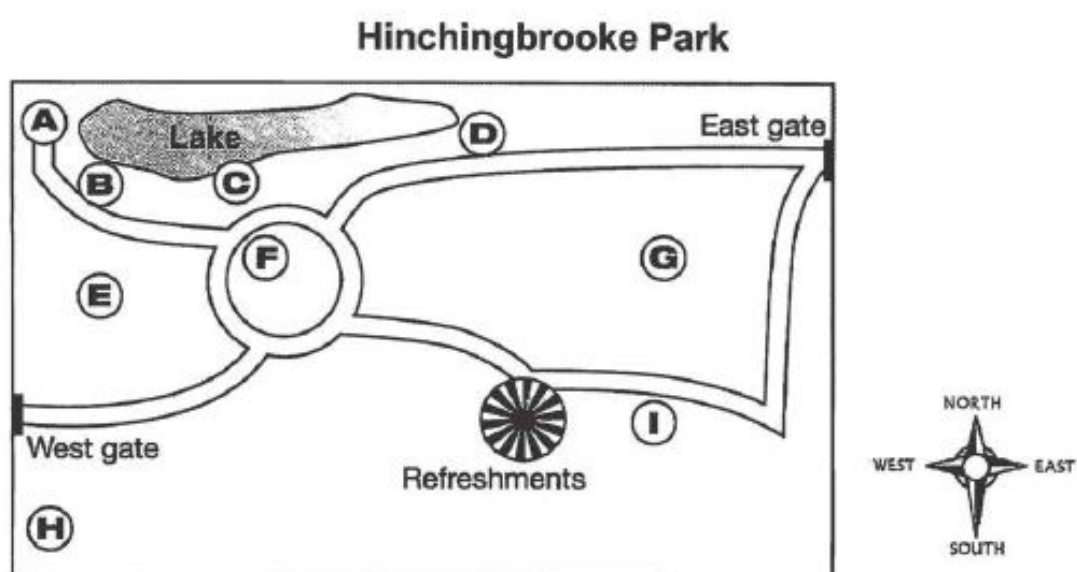 Hinchingbrooke Park
A
Lake
D
East gate
B
C
F
G
E
NORTH
I
West gate
WEST
EAST
Refreshments
H
SOUTH